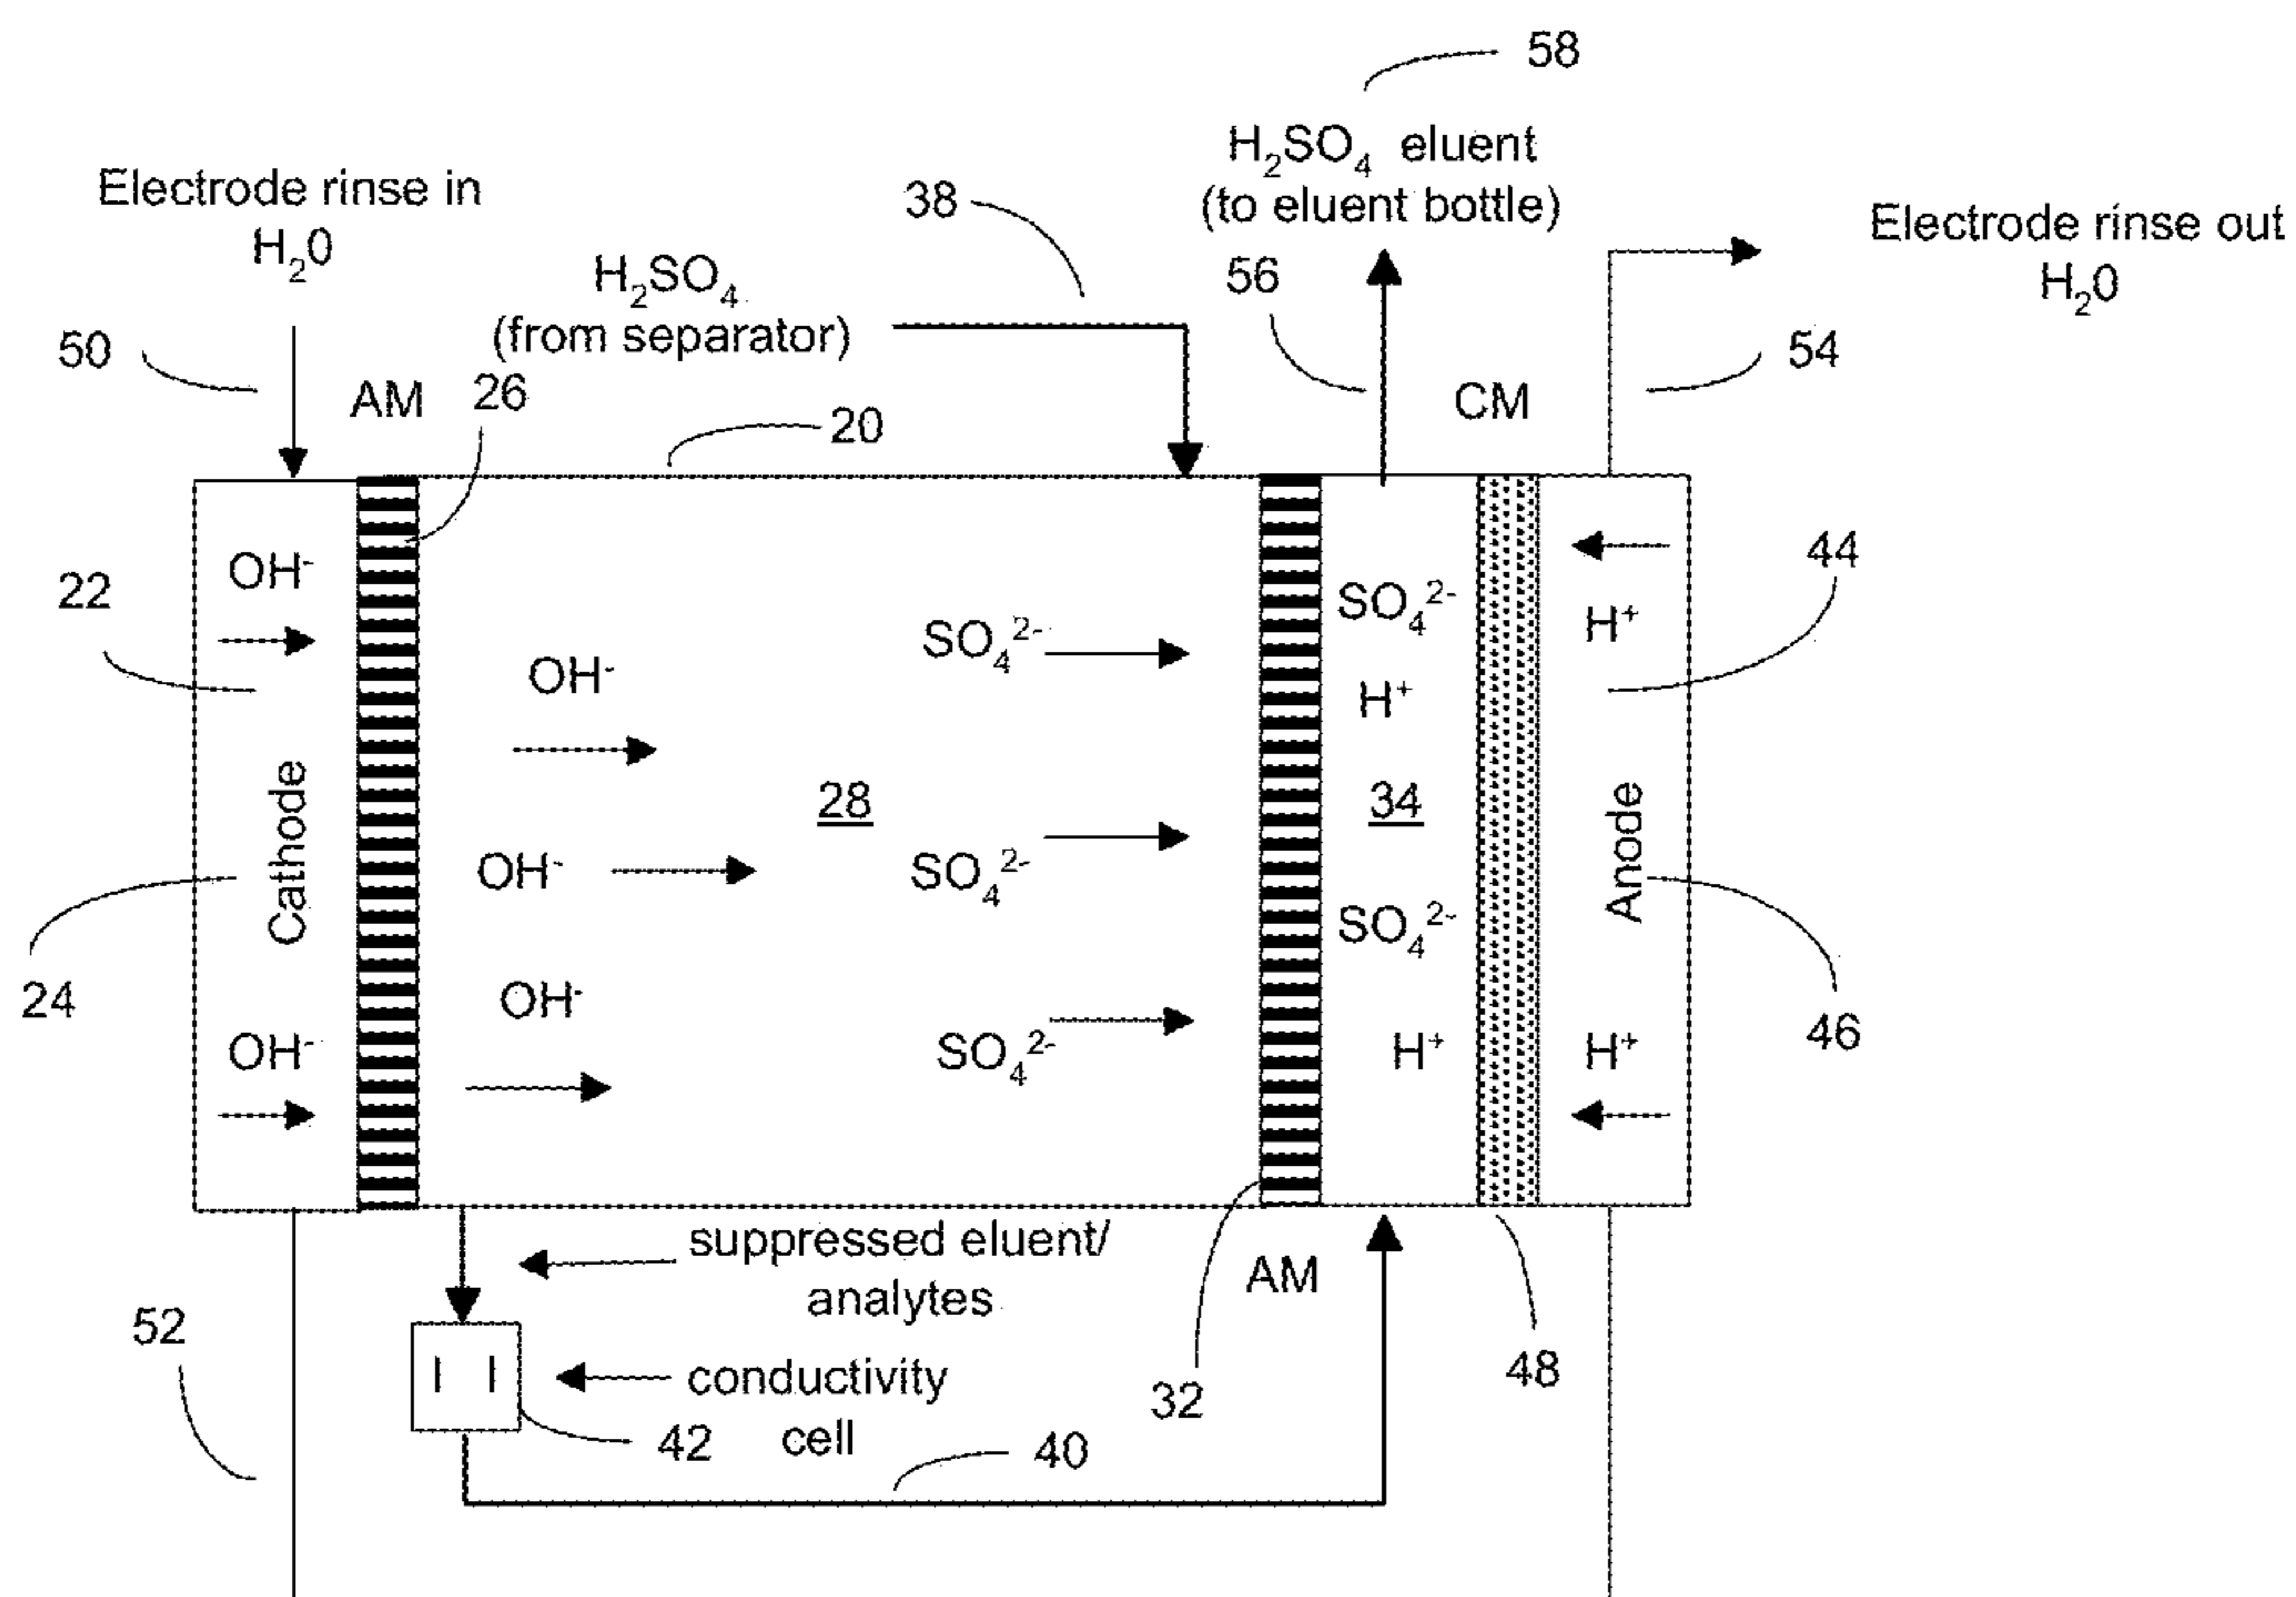 58
H₂SO₄ eluent
(to eluent bottle)
Electrode rinse in
H₂0
38
Electrode rinse out
H₂0
H₂SO₄
(from separator)
56
50
54
AM
26
20
CM
OH⁻
22
SO₄²⁻
44
H⁺
SO₄²⁻
OH⁻
H⁺
28
34
Cathode
Anode
OH⁻
SO₄²⁻
SO₄²⁻
24
OH⁻
46
OH⁻
SO₄²⁻
H⁺
H⁺
suppressed eluent/
analytes
AM
52
conductivity
cell
48
32
42
40